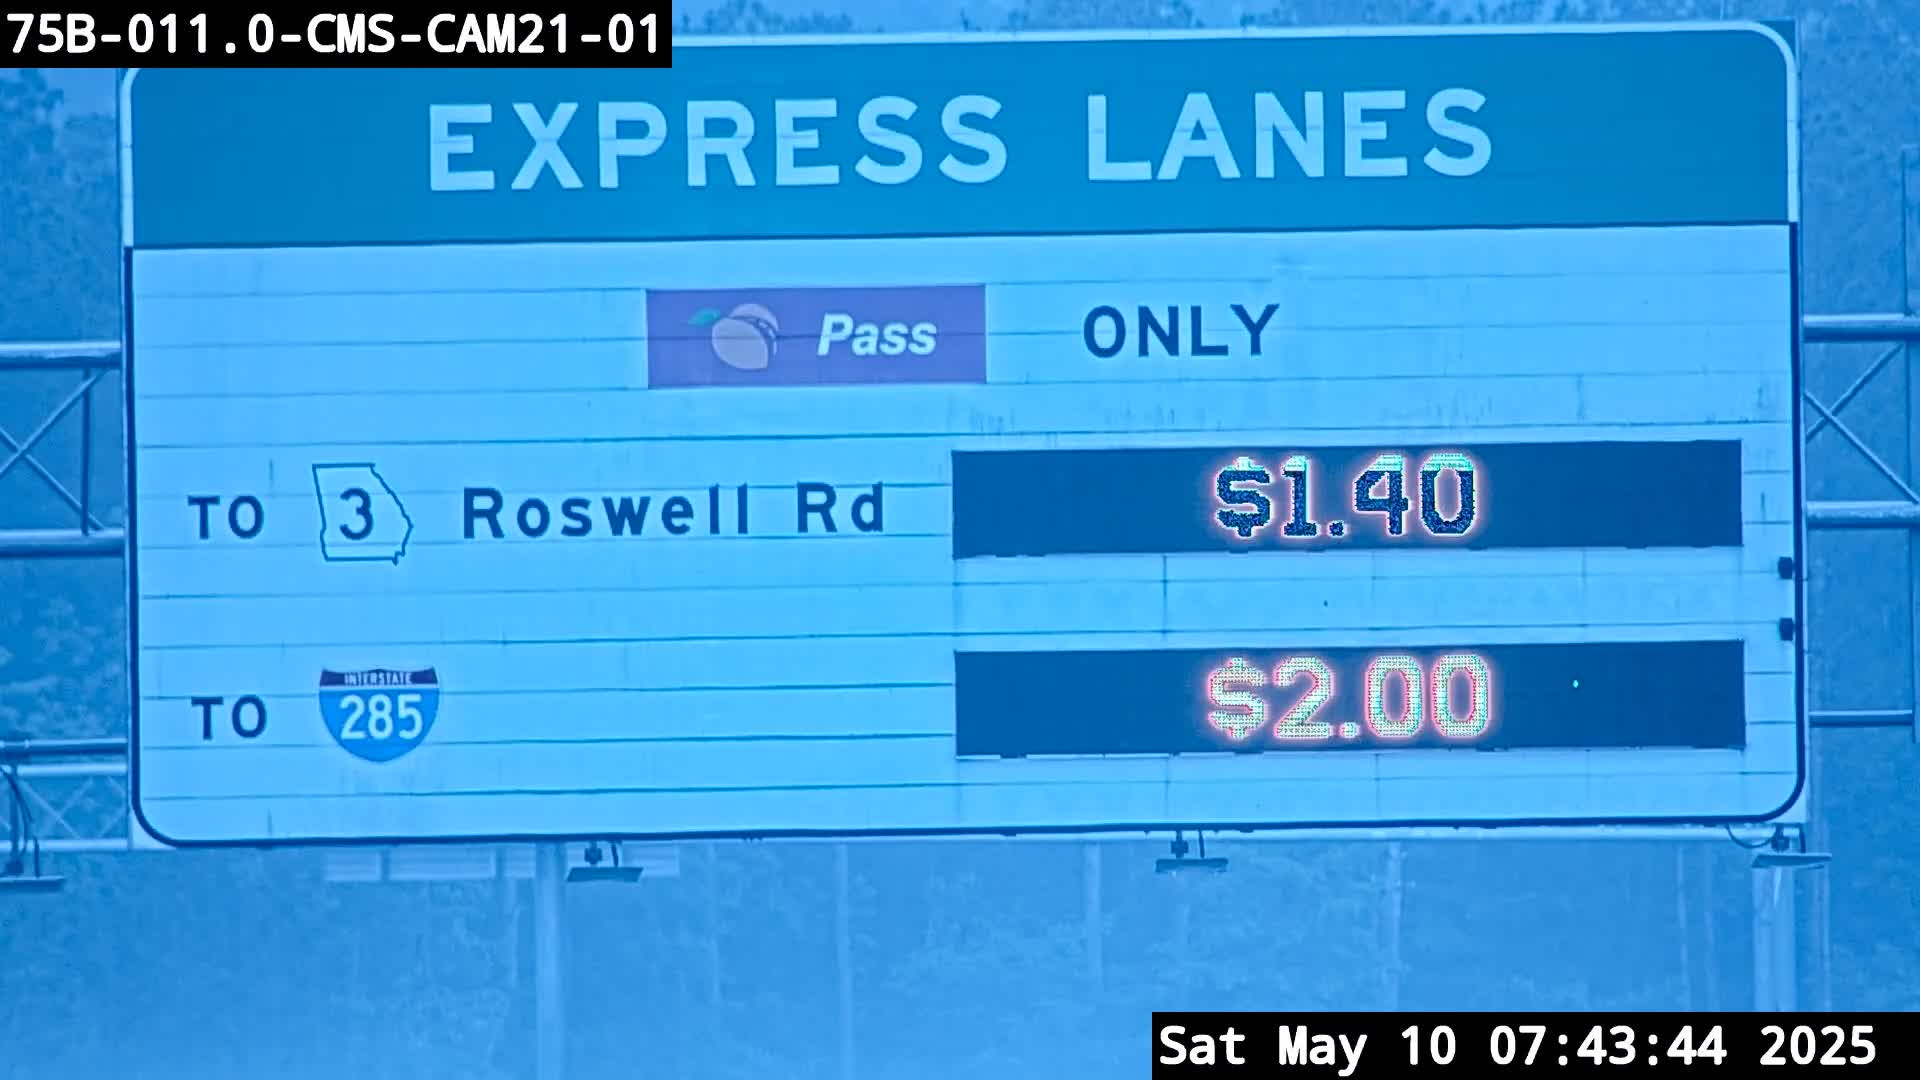 75B-011.0-CMS-CAM21-01
EXPRESS LANES
Pass ONLY
TO 3 Roswell Rd $1.40
INTERSTATE
TO 285 $2.00
Sat May 10 07:43:44 2025